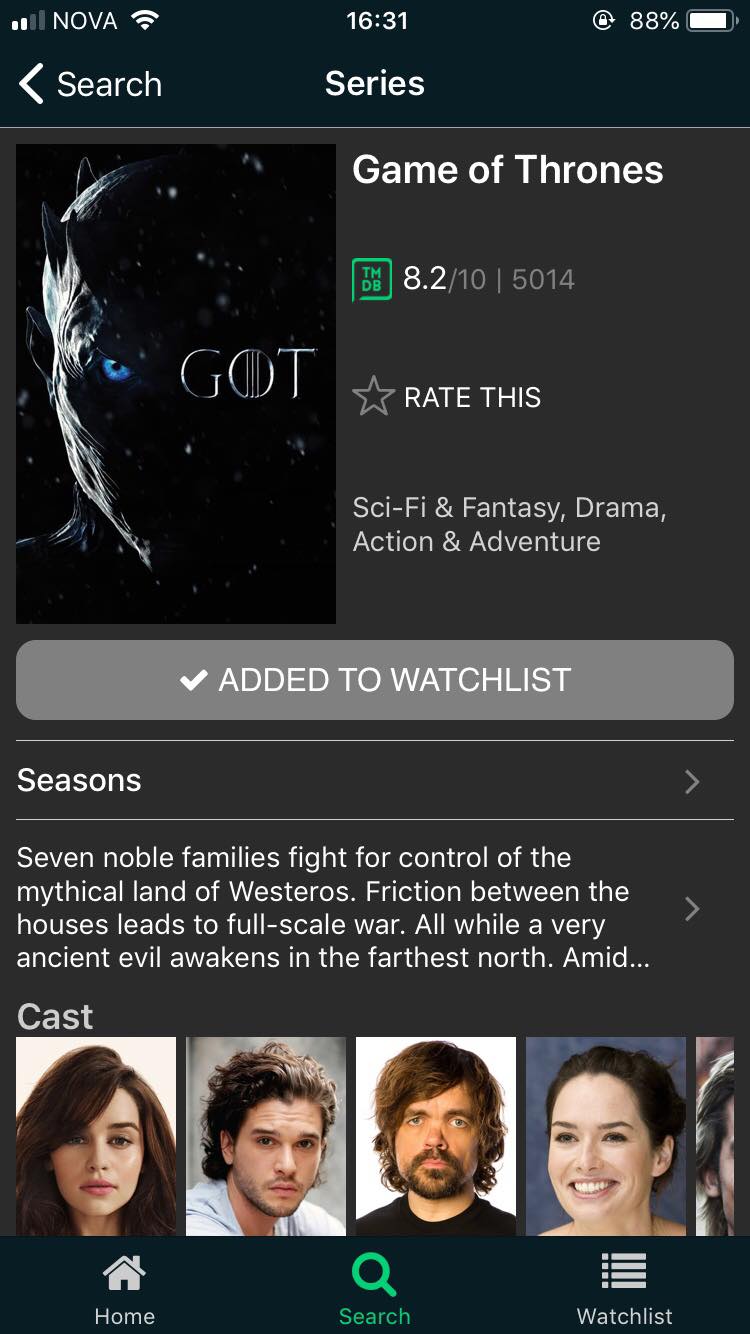 NOVA 16:31 88%
Search Series
Game of Thrones
TM
DB
8.2/10 | 5014
GOT
RATE THIS
Sci-Fi & Fantasy, Drama,
Action & Adventure
ADDED TO WATCHLIST
Seasons
Seven noble families fight for control of the
mythical land of Westeros. Friction between the
houses leads to full-scale war. All while a very
ancient evil awakens in the farthest north. Amid...
Cast
Home Search Watchlist